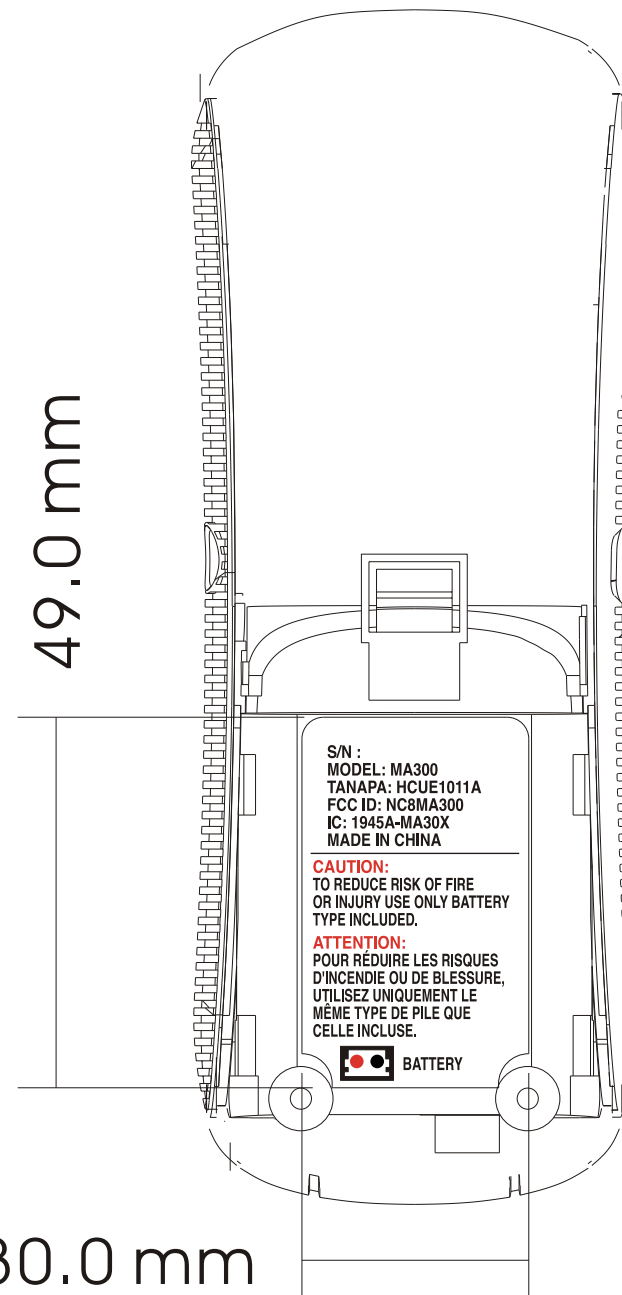 49.0 mm
S/N :
MODEL: MA300
TANAPA: HCUE1011A
FCC ID: NC8MA300
IC: 1945A-MA30X
MADE IN CHINA
CAUTION:
TO REDUCE RISK OF FIRE
OR INJURY USE ONLY BATTERY
TYPE INCLUDED.
ATTENTION:
POUR RÉDUIRE LES RISQUES
D'INCENDIE OU DE BLESSURE,
UTILISEZ UNIQUEMENT LE
MÊME TYPE DE PILE QUE
CELLE INCLUSE.
BATTERY
30.0 mm